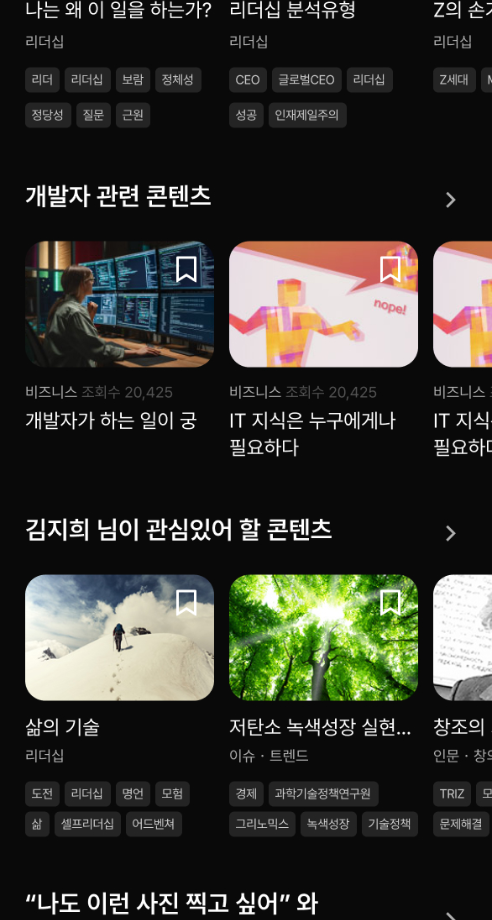 나는 왜 이 일을 하는가? 리더십 분석유형 Z의 손
리더십 리더십 리더십
리더 리더십 보람 정체성 CEO 글로벌CEO 리더십 Z세대
정당성 질문 근원 성공 인재제일주의
개발자 관련 콘텐츠
nope!
비즈니스 조회수 20,425 비즈니스 조회수 20,425 비즈니스
개발자가 하는 일이 궁 IT 지식은 누구에게나 IT 지식
필요하다 필요하다
김지희 님이 관심있어 할 콘텐츠
삶의 기술 저탄소 녹색성장 실현... 창조의
리더십 이슈 · 트렌드 인문 · 창의
도전 리더십 명언 모험 경제 과학기술정책연구원 TRIZ
삶 셀프리더십 어드벤쳐 그리노믹스 녹색성장 기술정책 문제해결
“나도 이런 사진 찍고 싶어” 와